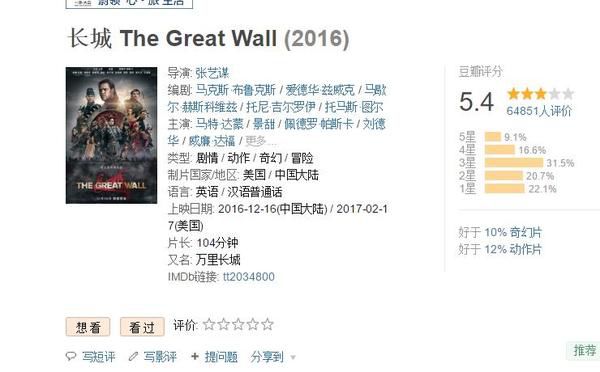 韵领"心·旅"生活
长城 The Great Wall (2016)
THE GREAT WALL
导演: 张艺谋
编剧: 马克斯·布鲁克斯 / 爱德华·兹威克 / 马歇
尔·赫斯科维兹 / 托尼·吉尔罗伊 / 托马斯·图尔
主演: 马特·达蒙 / 景甜 / 佩德罗·帕斯卡 / 刘德
华 / 威廉·达福 / 更多...
类型: 剧情 / 动作 / 奇幻 / 冒险
制片国家/地区: 美国 / 中国大陆
语言: 英语 / 汉语普通话
上映日期: 2016-12-16(中国大陆) / 2017-02-1
7(美国)
片长: 104分钟
又名: 万里长城
IMDb链接: tt2034800
豆瓣评分
5.4
64851人评价
5星 9.1%
4星 16.6%
3星 31.5%
2星 20.7%
1星 22.1%
好于 10% 奇幻片
好于 12% 动作片
想看 看过 评价:
写短评 写影评 + 提问题 分享到
推荐